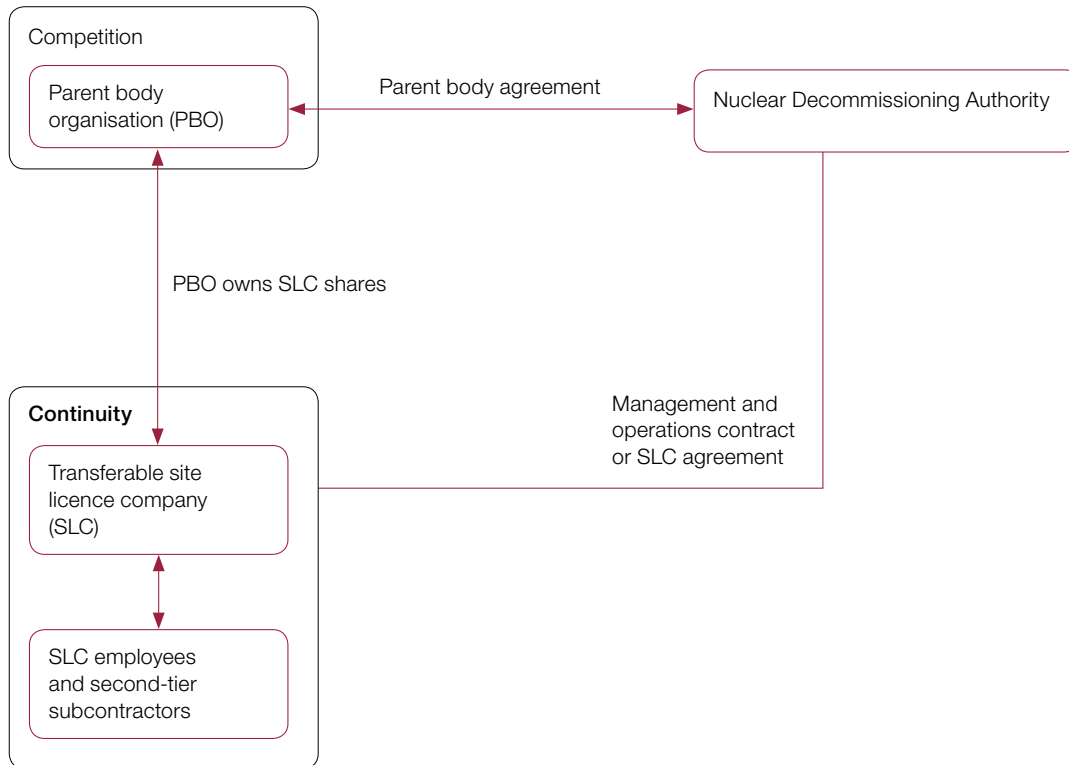 Competition
Parent body
organisation (PBO)
Parent body agreement
Nuclear Decommissioning Authority
PBO owns SLC shares
Continuity
Transferable site
licence company
(SLC)
Management and
operations contract
or SLC agreement
SLC employees
and second-tier
subcontractors